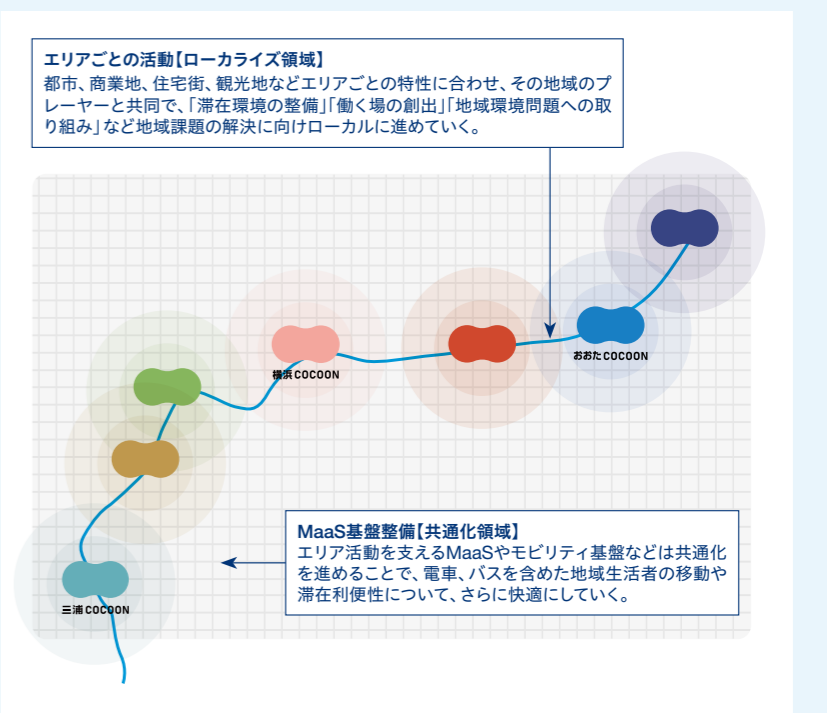 エリアごとの活動【ローカライズ領域】
都市、商業地、住宅街、観光地などエリアごとの特性に合わせ、その地域のプ
レーヤーと共同で、「滞在環境の整備」「働く場の創出」「地域環境問題への取
り組み」など地域課題の解決に向けローカルに進めていく。
おおたCOCOON
横浜COCOON
MaaS基盤整備【共通化領域】
エリア活動を支えるMaaSやモビリティ基盤などは共通化
を進めることで、電車、バスを含めた地域生活者の移動や
滞在利便性について、さらに快適にしていく。
三浦COCOON